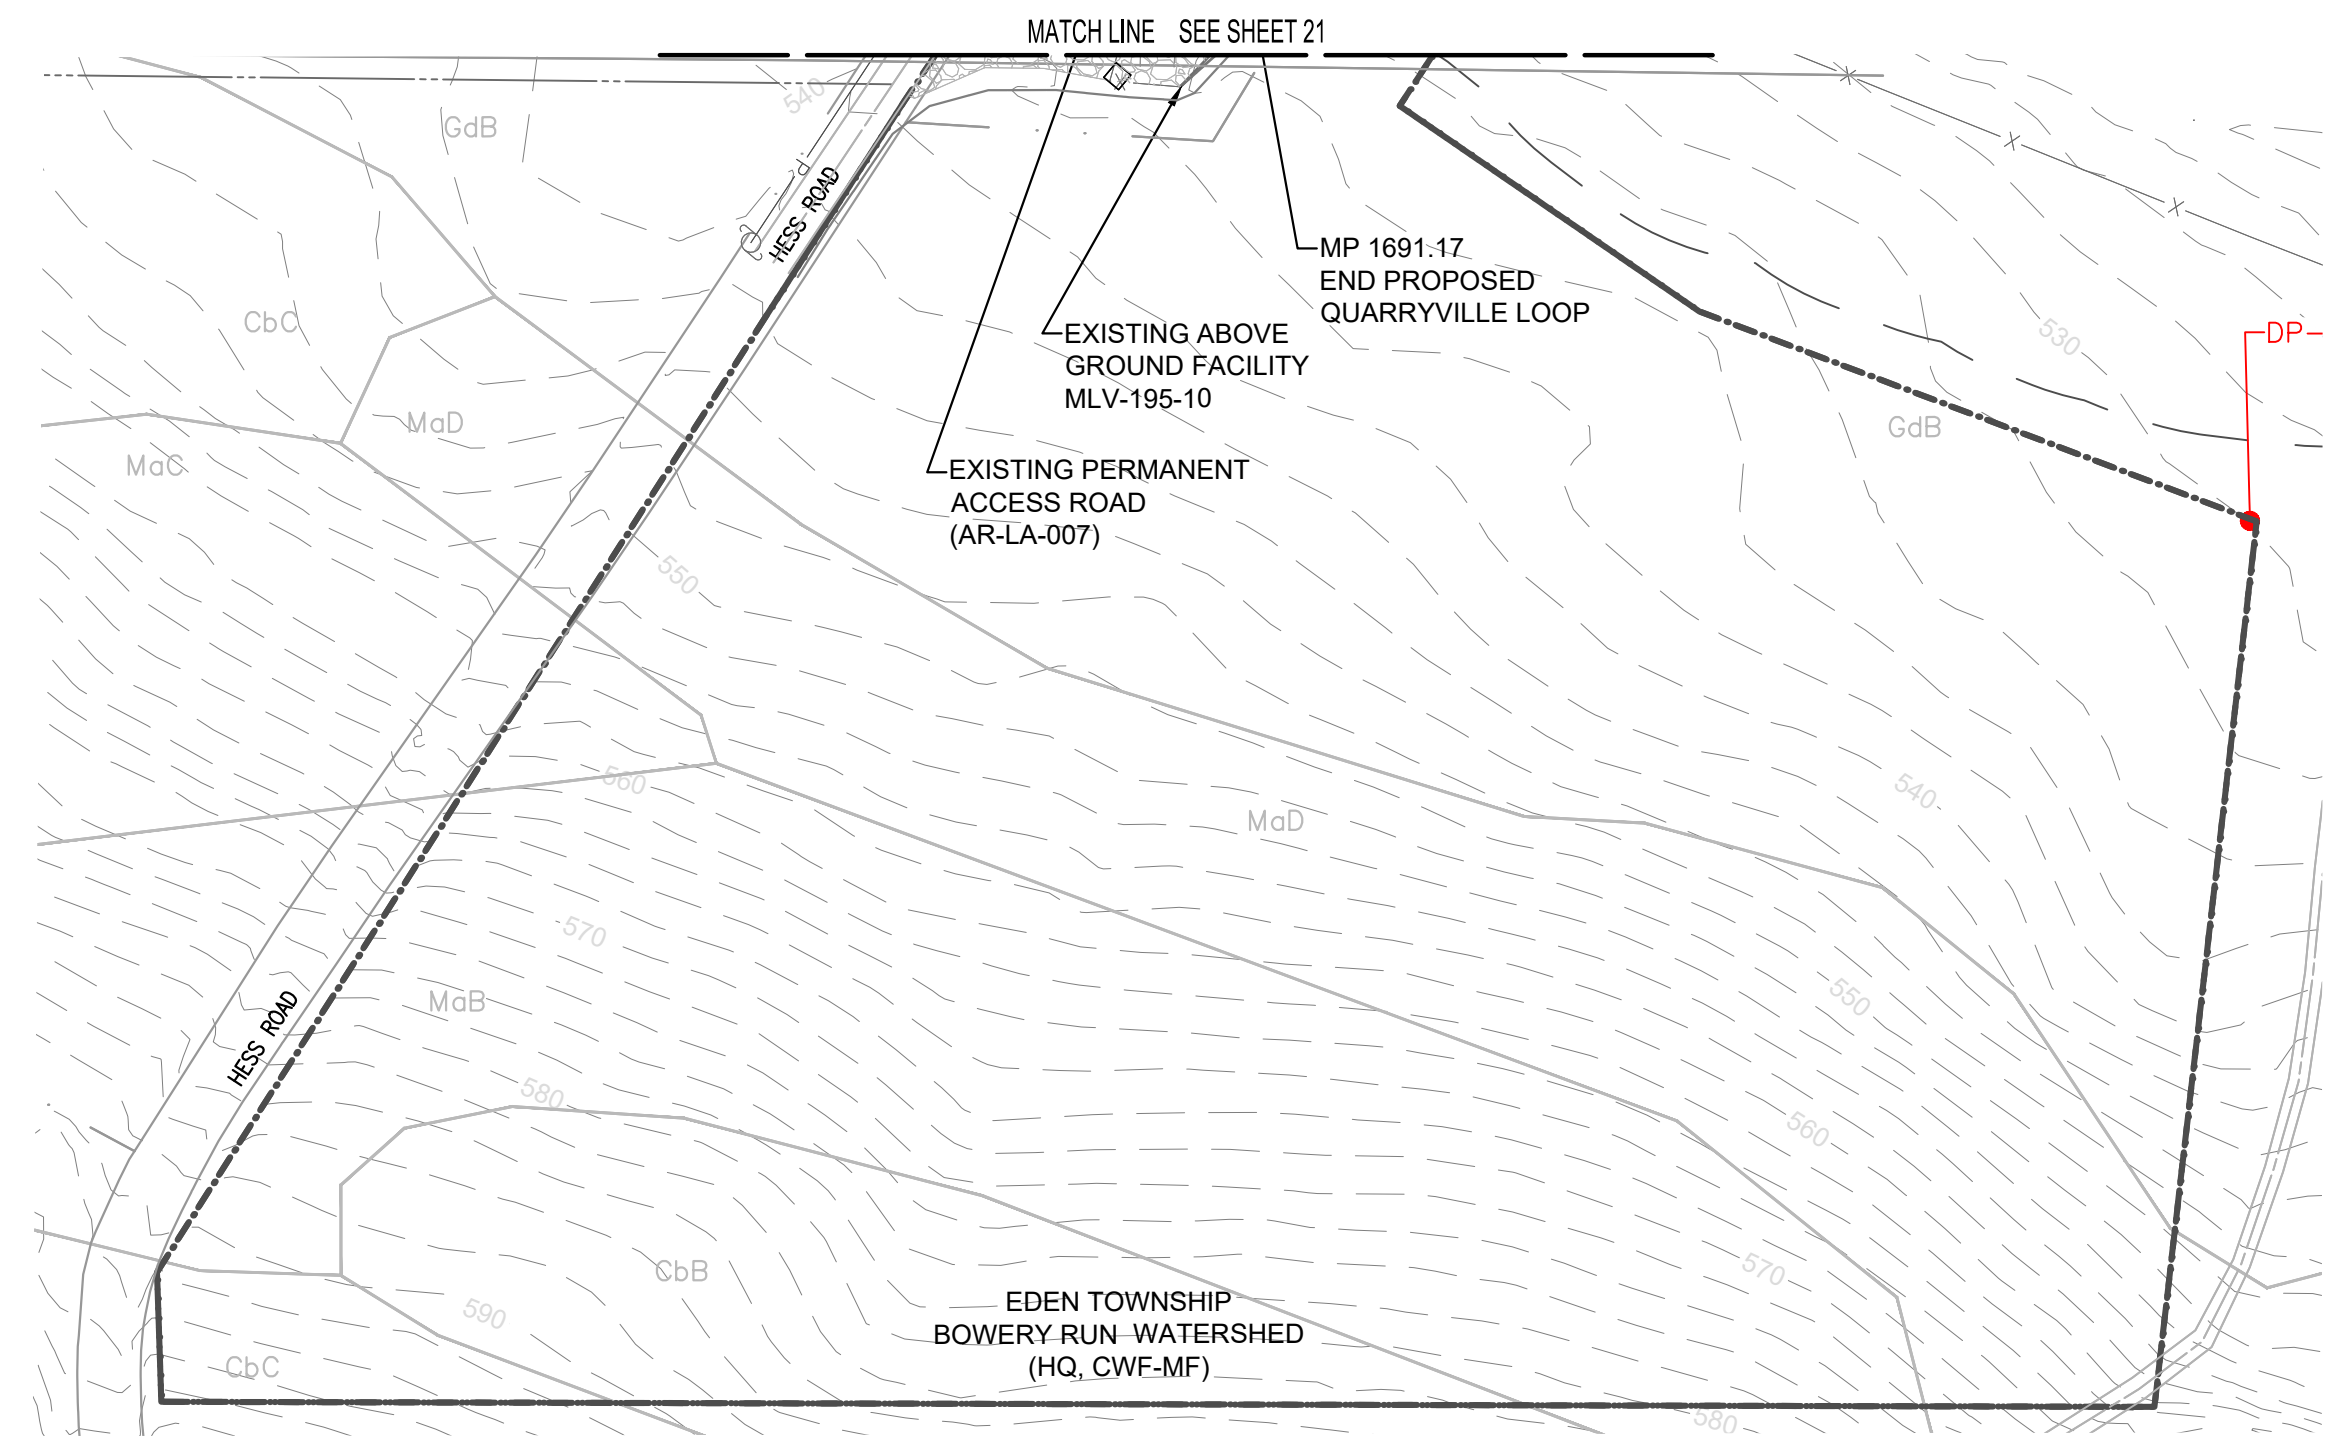 MATCH LINE SEE SHEET 21
540
GdB
HESS ROAD
MP 1691.17
END PROPOSED
QUARRYVILLE LOOP
CbC
EXISTING ABOVE
GROUND FACILITY
MLV-195-10
530
DP
MaD
GdB
MaC
EXISTING PERMANENT
ACCESS ROAD
(AR-LA-007)
550
560
540
MaD
570
MaB
550
HESS ROAD
580
560
CbB
570
590
EDEN TOWNSHIP
BOWERY RUN WATERSHED
(HQ, CWF-MF)
CbC
580